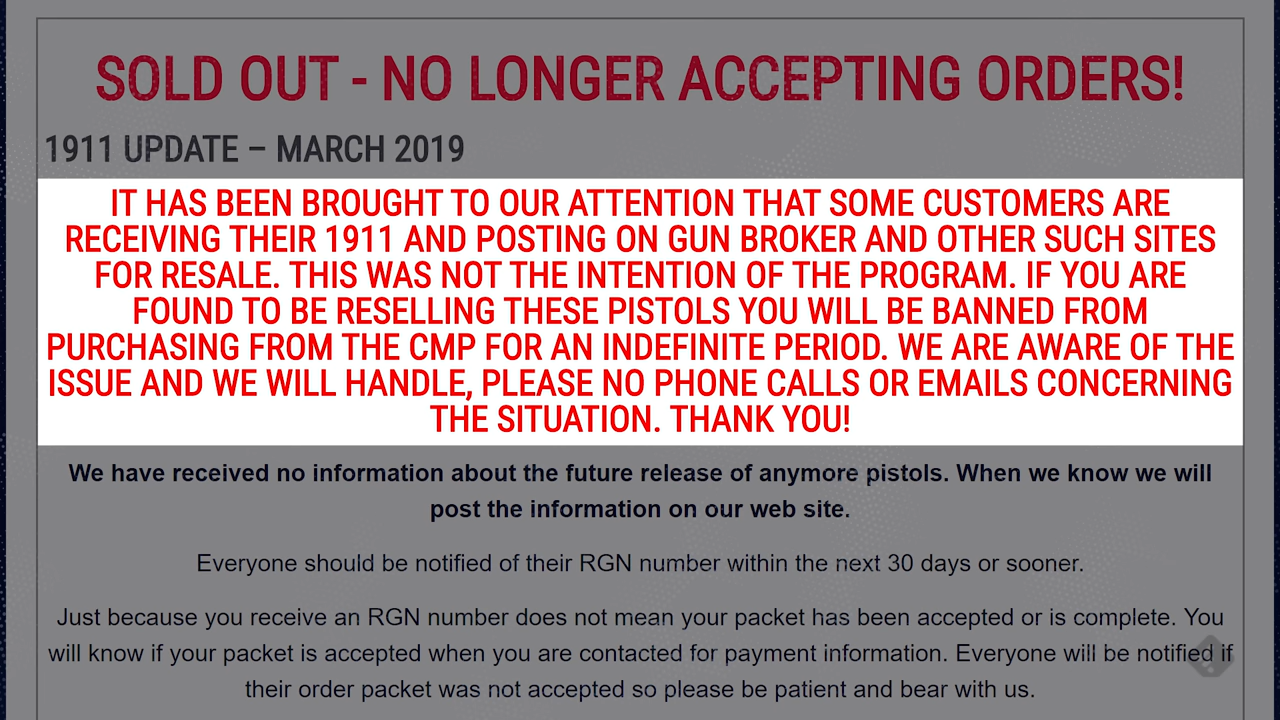 SOLD OUT - NO LONGER ACCEPTING ORDERS!
1911 UPDATE – MARCH 2019
IT HAS BEEN BROUGHT TO OUR ATTENTION THAT SOME CUSTOMERS ARE
RECEIVING THEIR 1911 AND POSTING ON GUN BROKER AND OTHER SUCH SITES
FOR RESALE. THIS WAS NOT THE INTENTION OF THE PROGRAM. IF YOU ARE
FOUND TO BE RESELLING THESE PISTOLS YOU WILL BE BANNED FROM
PURCHASING FROM THE CMP FOR AN INDEFINITE PERIOD. WE ARE AWARE OF THE
ISSUE AND WE WILL HANDLE, PLEASE NO PHONE CALLS OR EMAILS CONCERNING
THE SITUATION. THANK YOU!
We have received no information about the future release of anymore pistols. When we know we will
post the information on our web site.
Everyone should be notified of their RGN number within the next 30 days or sooner.
Just because you receive an RGN number does not mean your packet has been accepted or is complete. You
will know if your packet is accepted when you are contacted for payment information. Everyone will be notified if
their order packet was not accepted so please be patient and bear with us.